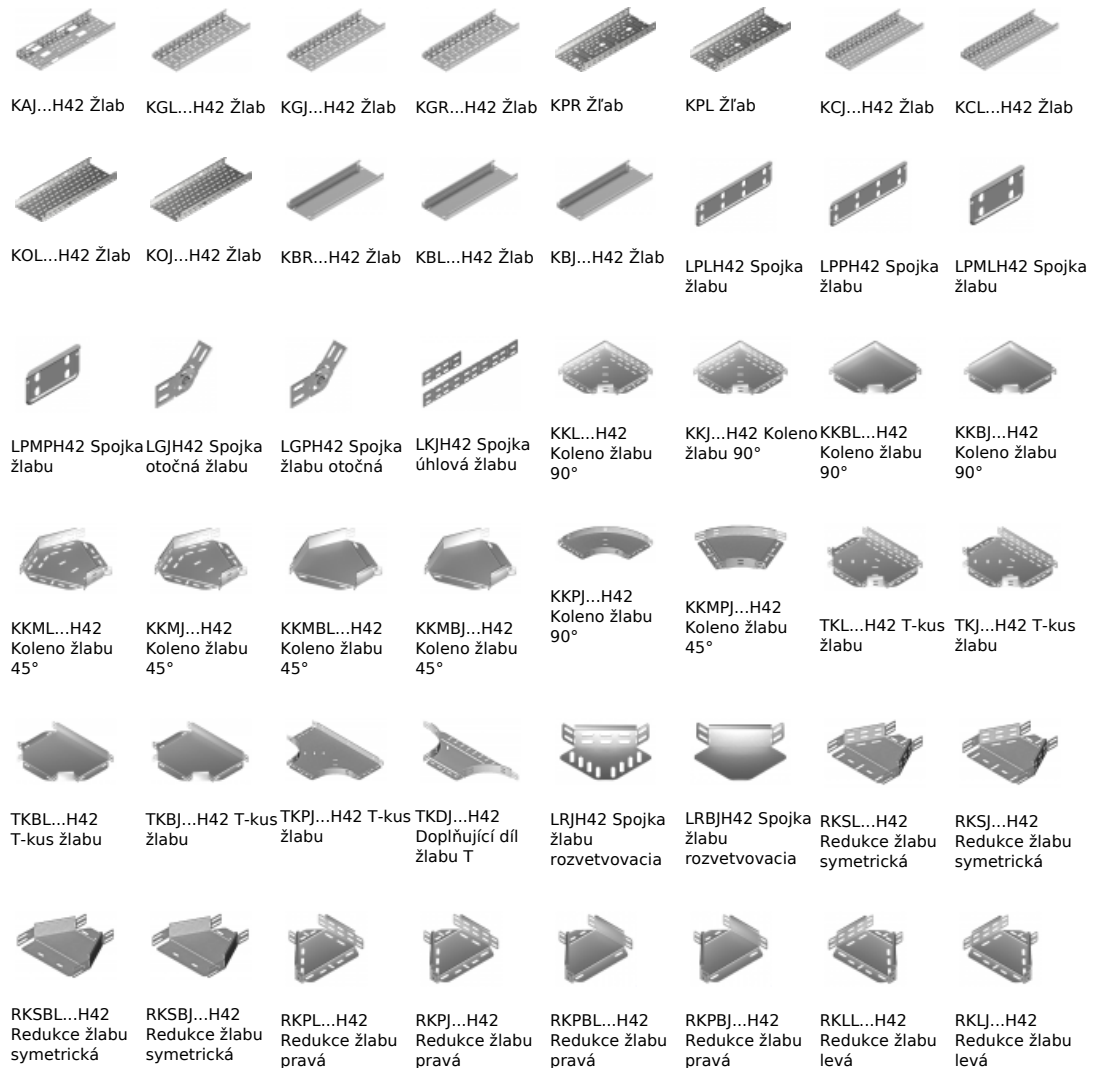 KAJ...H42 Žlab
KGL...H42 Žlab
KGJ...H42 Žlab
KGR...H42 Žlab
KPR Žľab
KPL Žľab
KCJ...H42 Žlab
KCL...H42 Žlab
KOL...H42 Žlab
KOJ...H42 Žlab
KBR...H42 Žlab
KBL...H42 Žlab
KBJ...H42 Žlab
LPLH42 Spojka
žlabu
LPPH42 Spojka
žlabu
LPMLH42 Spojka
žlabu
LPMPH42 Spojka
žlabu
LGJH42 Spojka
otočná žlabu
LGPH42 Spojka
žlabu otočná
LKJH42 Spojka
úhlová žlabu
KKL...H42
Koleno žlabu
90°
KKJ...H42 Koleno
žlabu 90°
KKBL...H42
Koleno žlabu
90°
KKBJ...H42
Koleno žlabu
90°
KKML...H42
Koleno žlabu
45°
KKMJ...H42
Koleno žlabu
45°
KKMBL...H42
Koleno žlabu
45°
KKMBJ...H42
Koleno žlabu
45°
KKPJ...H42
Koleno žlabu
90°
KKMPJ...H42
Koleno žlabu
45°
TKL...H42 T-kus
žlabu
TKJ...H42 T-kus
žlabu
TKBL...H42
T-kus žlabu
TKBJ...H42 T-kus
žlabu
TKPJ...H42 T-kus
žlabu
TKDJ...H42
Doplňující díl
žlabu T
LRJH42 Spojka
žlabu
rozvetvovacia
LRBJH42 Spojka
žlabu
rozvetvovacia
RKSL...H42
Redukce žlabu
symetrická
RKSJ...H42
Redukce žlabu
symetrická
RKSBL...H42
Redukce žlabu
symetrická
RKSBJ...H42
Redukce žlabu
symetrická
RKPL...H42
Redukce žlabu
pravá
RKPJ...H42
Redukce žlabu
pravá
RKPBL...H42
Redukce žlabu
pravá
RKPBJ...H42
Redukce žlabu
pravá
RKLL...H42
Redukce žlabu
levá
RKLJ...H42
Redukce žlabu
levá